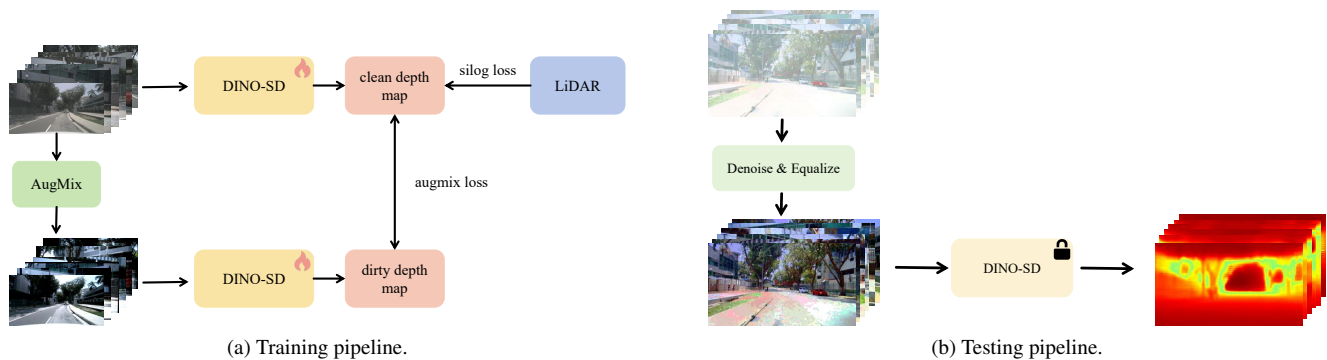 DINO-SD
clean depth
map
silog loss
LiDAR
AugMix
augmix loss
DINO-SD
dirty depth
map
(a) Training pipeline.
Denoise & Equalize
DINO-SD
(b) Testing pipeline.